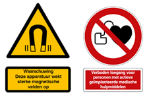 Waarschuwing
Deze apparatuur wekt
sterke magnetische
velden op
Verboden toegang voor
personen met actieve
geïmplanteerde medische
hulpmiddelen